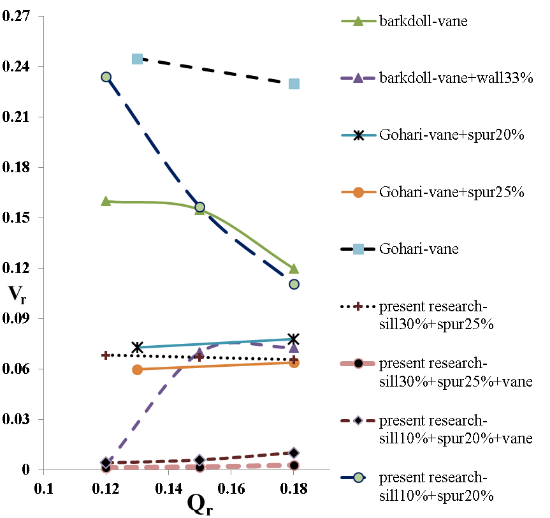 0.27
0.24
0.21
0.18
0.15
0.12
Vr
0.09
0.06
0.03
0
0.1
0.12
0.14
0.16
0.18
Qr
barkdoll-vane
barkdoll-vane+wall33%
Gohari-vane+spur20%
Gohari-vane+spur25%
Gohari-vane
present research-
sill30%+spur25%
present research-
sill30%+spur25%+vane
present research-
sill10%+spur20%+vane
present research-
sill10%+spur20%